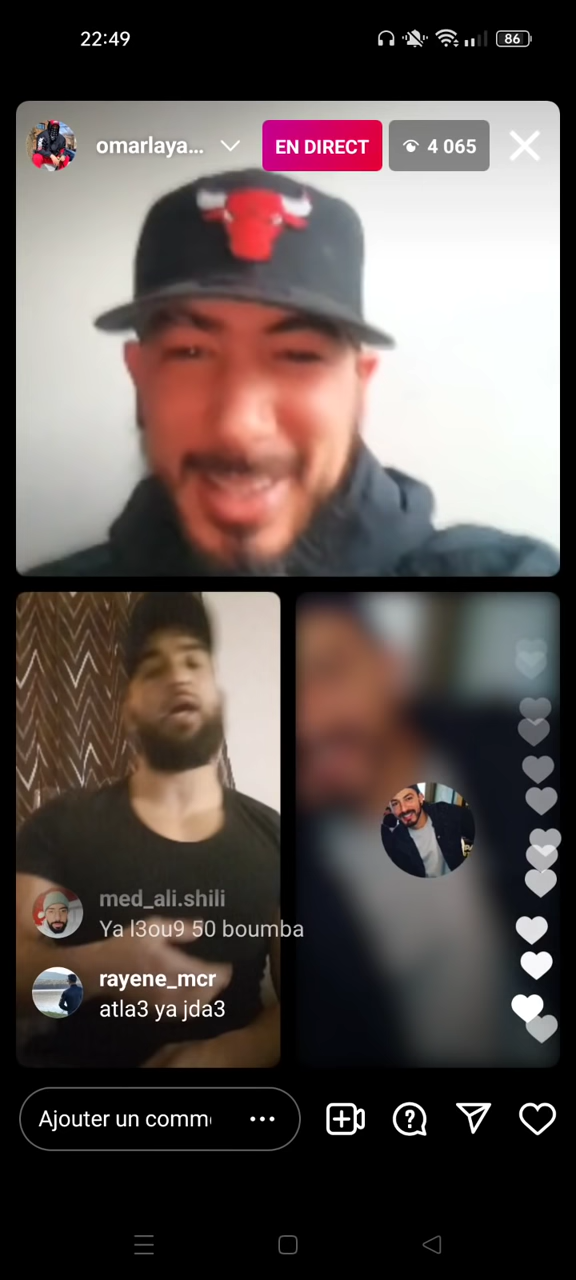 22:49
86
omarlaya...
EN DIRECT
4 065
med_ali.shili
Ya l3ou9 50 boumba
rayene_mcr
atla3 ya jda3
Ajouter un comm